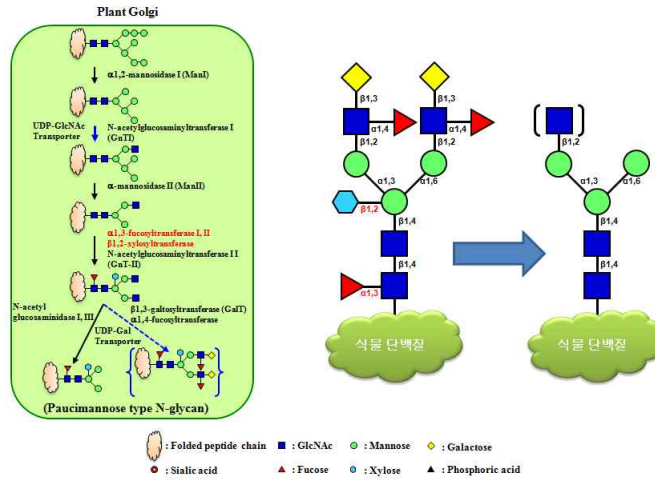 Plant Golgi
α1,2-mannosidase I (ManI)
UDP-GlcNAc
Transporter
N-acetylglucosaminyltransferase I
(GnTI)
α-mannosidase II (ManII)
α1,3-fucosyltransferase I, II
β1,2-xylosyltransferase
N-acetylglucosaminyltransferase I I
(GnT-II)
N-acetyl
glucosaminidase I, III
β1,3-galtosyltransferase (GalT)
α1,4-fucosyltransferase
UDP-Gal
Transporter
(Paucimannose type N-glycan)
β1,3 β1,3
α1,4 α1,4
β1,2 β1,2
α1,3 α1,6
β1,2
β1,4
β1,4
α1,3
식물 단백질
β1,2
α1,3 α1,6
β1,4
β1,4
식물 단백질
: Folded peptide chain : GlcNAc : Mannose : Galactose
: Sialic acid : Fucose : Xylose : Phosphoric acid